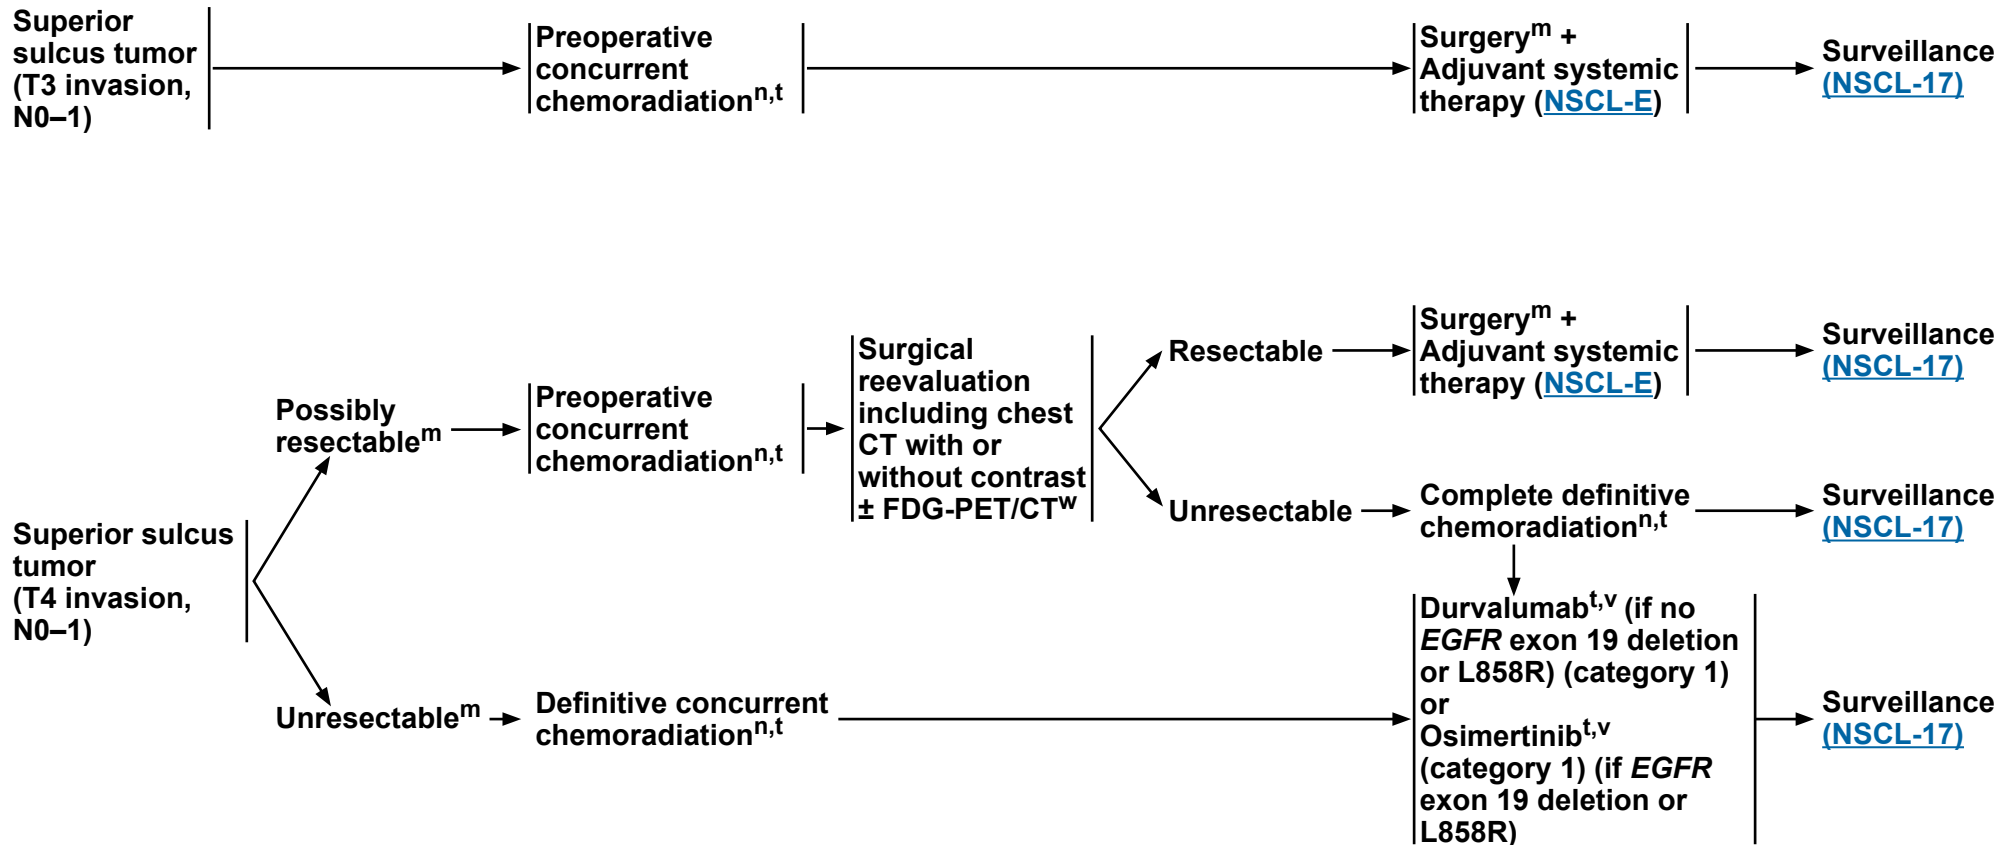 Superior
sulcus tumor
(T3 invasion,
N0–1)
Preoperative
concurrent
chemoradiationn,t
Surgerym +
Adjuvant systemic
therapy (NSCL-E)
Surveillance
(NSCL-17)
Superior sulcus
tumor
(T4 invasion,
N0–1)
Possibly
resectablem
Preoperative
concurrent
chemoradiationn,t
Surgical
reevaluation
including chest
CT with or
without contrast
± FDG-PET/CTw
Resectable
Surgerym +
Adjuvant systemic
therapy (NSCL-E)
Surveillance
(NSCL-17)
Unresectable
Complete definitive
chemoradiationn,t
Surveillance
(NSCL-17)
Unresectablem
Definitive concurrent
chemoradiationn,t
Durvalumabt,v (if no
EGFR exon 19 deletion
or L858R) (category 1)
or
Osimertinibt,v
(category 1) (if EGFR
exon 19 deletion or
L858R)
Surveillance
(NSCL-17)